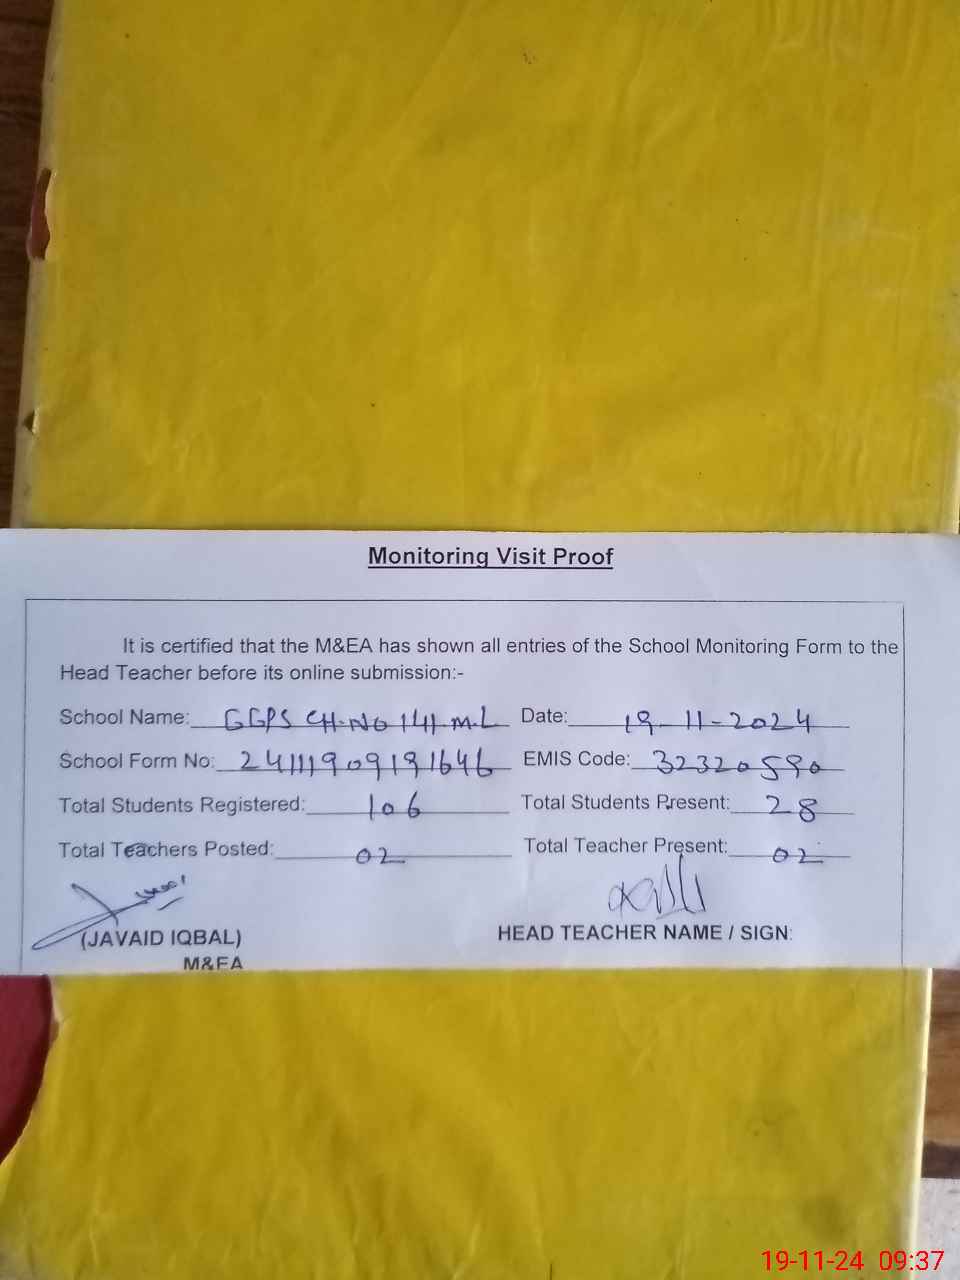 Monitoring Visit Proof
It is certified that the M&EA has shown all entries of the School Monitoring Form to the
Head Teacher before its online submission:-
School Name: GGPS CH.NO 141 M.L Date: 19-11-2024
School Form No: 24111909191646 EMIS Code: 32320590
Total Students Registered: 106 Total Students Present: 28
Total Teachers Posted: 02 Total Teacher Present: 02
(JAVAID IQBAL) HEAD TEACHER NAME / SIGN:
M&EA
19-11-24 09:37